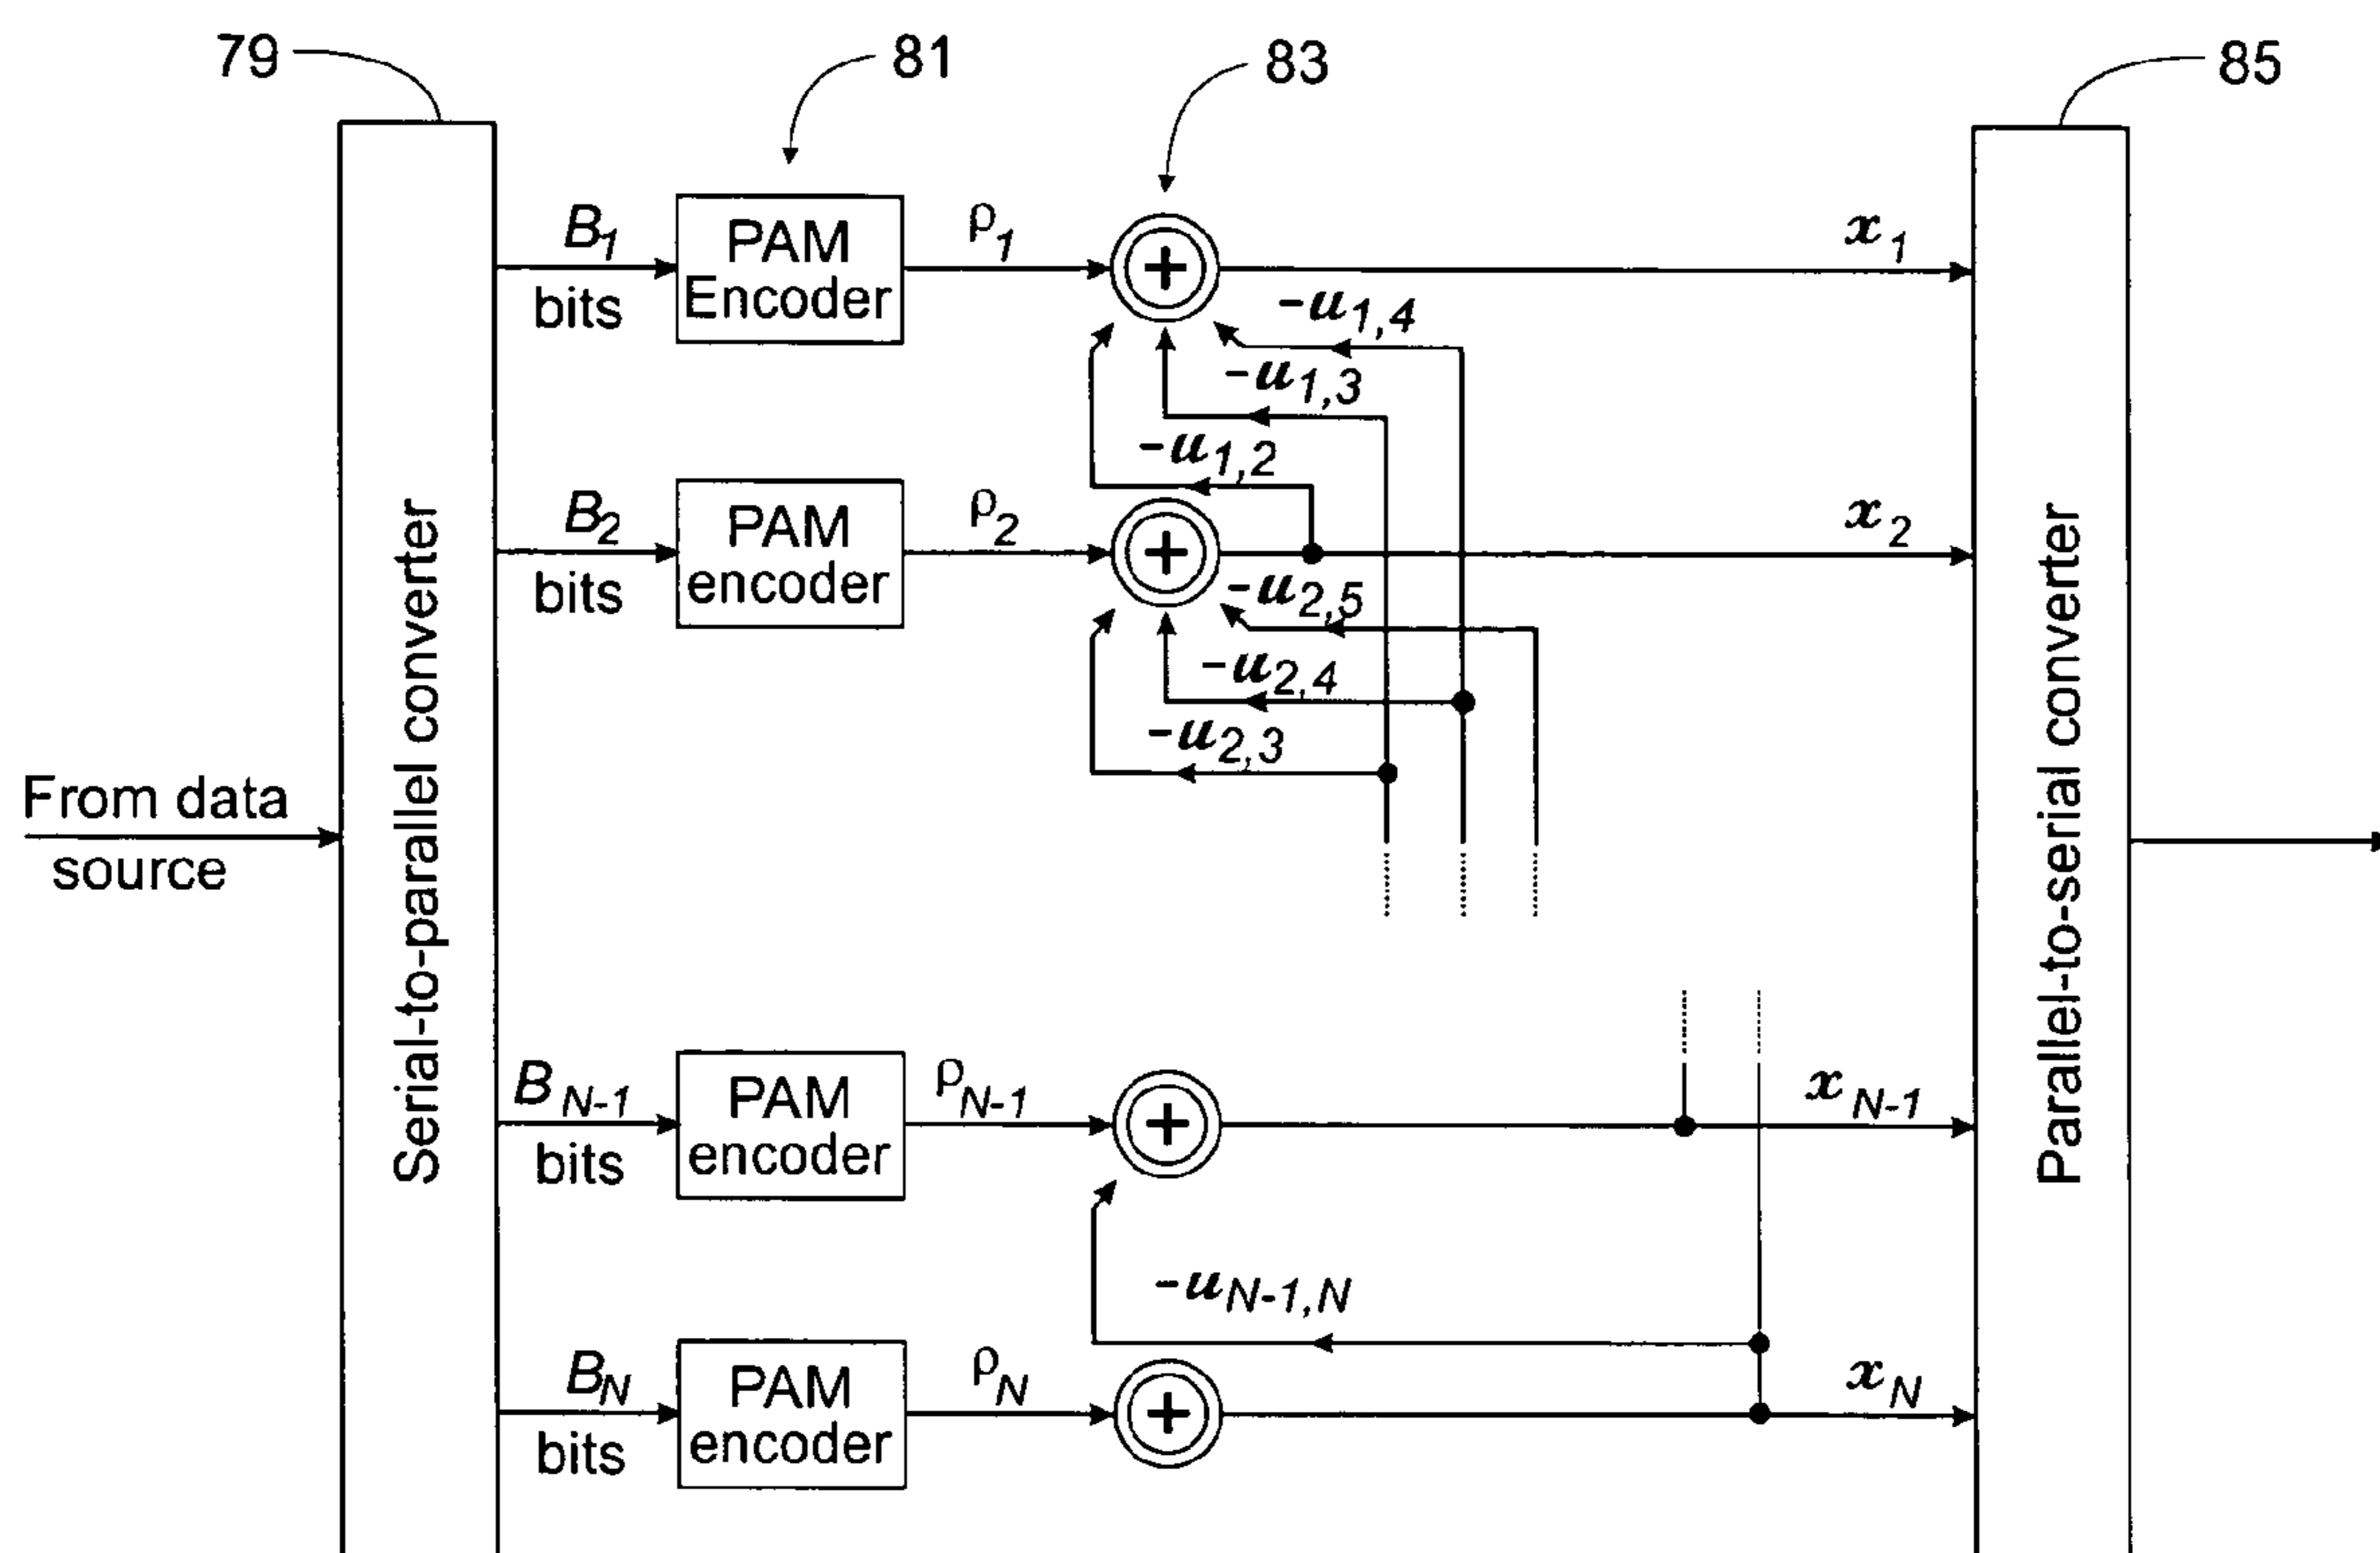 79
81
83
85
B1
bits
PAM
Encoder
ρ1
x1
-u1,4
-u1,3
-u1,2
B2
bits
PAM
encoder
ρ2
x2
-u2,5
-u2,4
-u2,3
From data
source
Serial-to-parallel converter
Parallel-to-serial converter
BN-1
bits
PAM
encoder
ρN-1
xN-1
-uN-1,N
BN
bits
PAM
encoder
ρN
xN